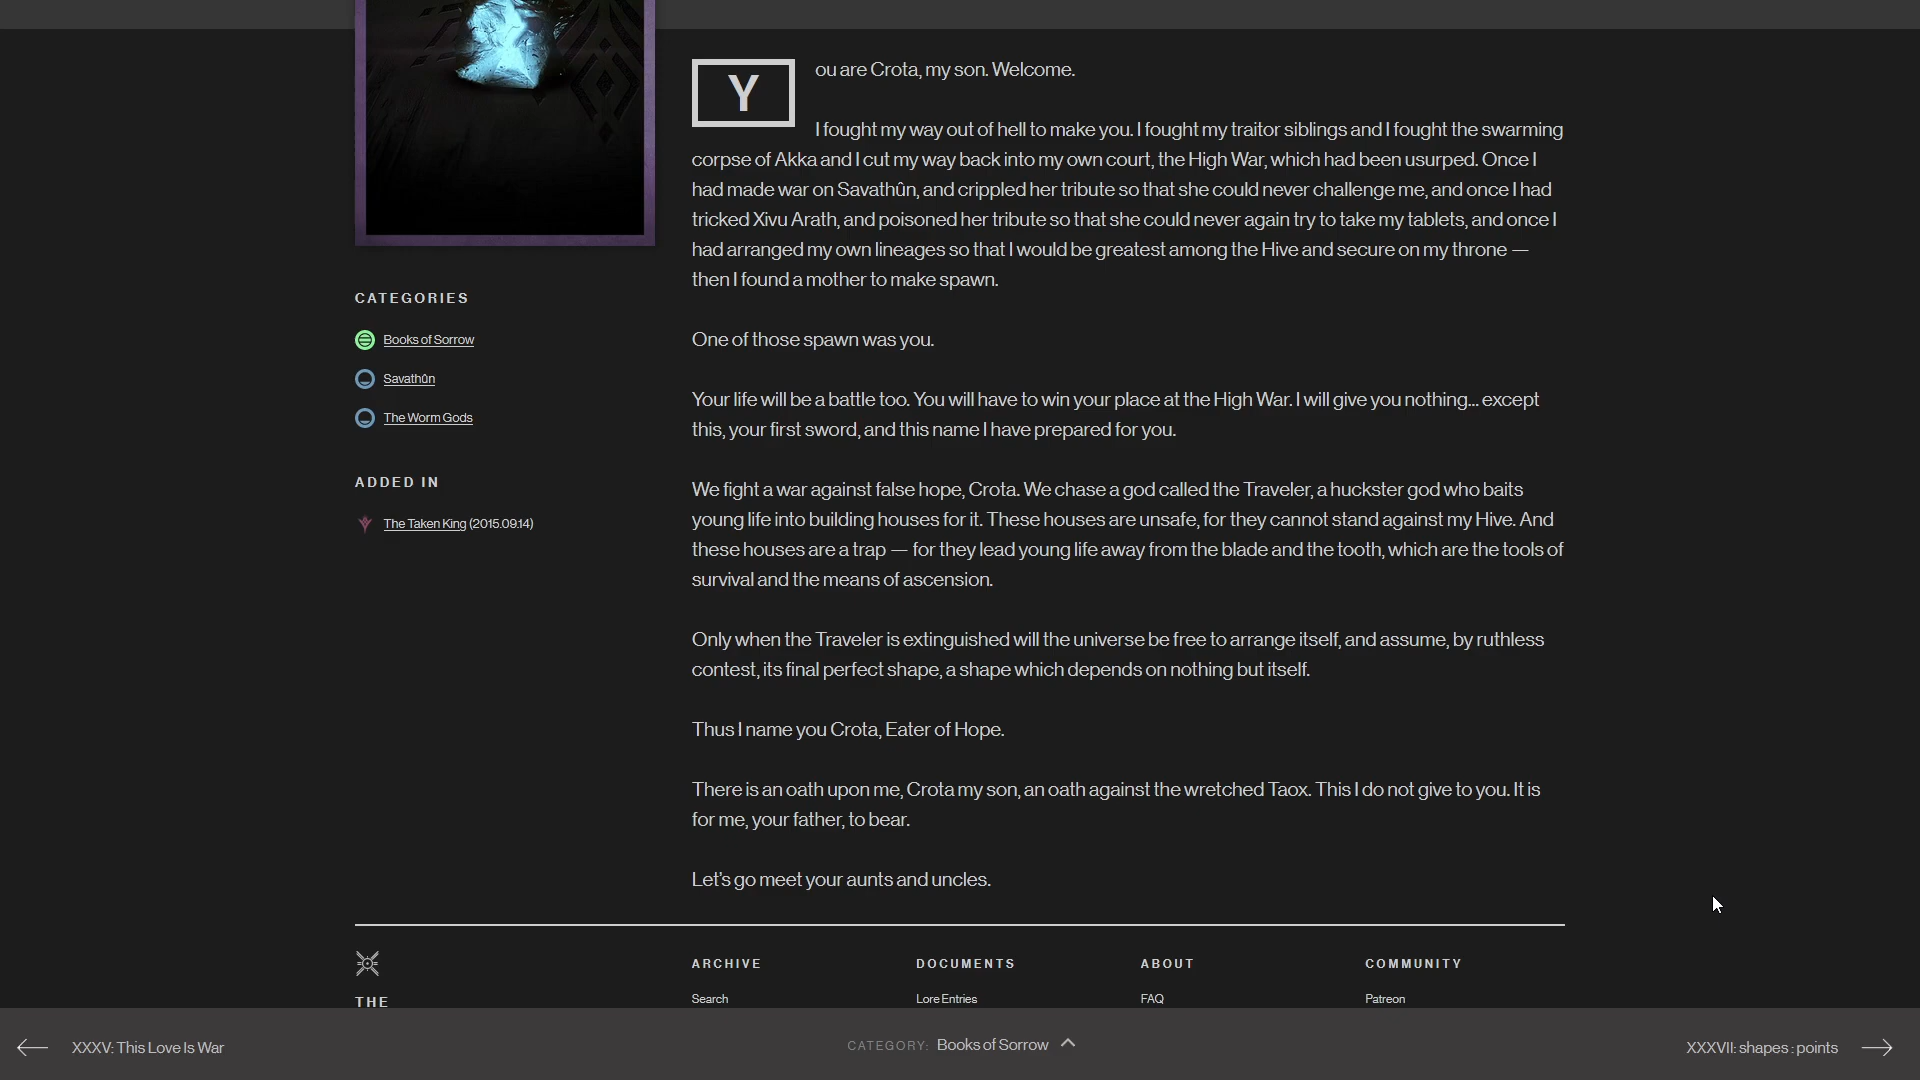 You are Crota, my son. Welcome.
I fought my way out of hell to make you. I fought my traitor siblings and I fought the swarming
corpse of Akka and I cut my way back into my own court, the High War, which had been usurped. Once I
had made war on Savathûn, and crippled her tribute so that she could never challenge me, and once I had
tricked Xivu Arath, and poisoned her tribute so that she could never again try to take my tablets, and once I
had arranged my own lineages so that I would be greatest among the Hive and secure on my throne —
then I found a mother to make spawn.
One of those spawn was you.
Your life will be a battle too. You will have to win your place at the High War. I will give you nothing... except
this, your first sword, and this name I have prepared for you.
We fight a war against false hope, Crota. We chase a god called the Traveler, a huckster god who baits
young life into building houses for it. These houses are unsafe, for they cannot stand against my Hive. And
these houses are a trap — for they lead young life away from the blade and the tooth, which are the tools of
survival and the means of ascension.
Only when the Traveler is extinguished will the universe be free to arrange itself, and assume, by ruthless
contest, its final perfect shape, a shape which depends on nothing but itself.
Thus I name you Crota, Eater of Hope.
There is an oath upon me, Crota my son, an oath against the wretched Taox. This I do not give to you. It is
for me, your father, to bear.
Let's go meet your aunts and uncles.
CATEGORIES
Books of Sorrow
Savathûn
The Worm Gods
ADDED IN
The Taken King (2015.09.14)
THE
ARCHIVE
Search
DOCUMENTS
Lore Entries
ABOUT
FAQ
COMMUNITY
Patreon
XXXV: This Love Is War
CATEGORY: Books of Sorrow
XXXVII: shapes : points